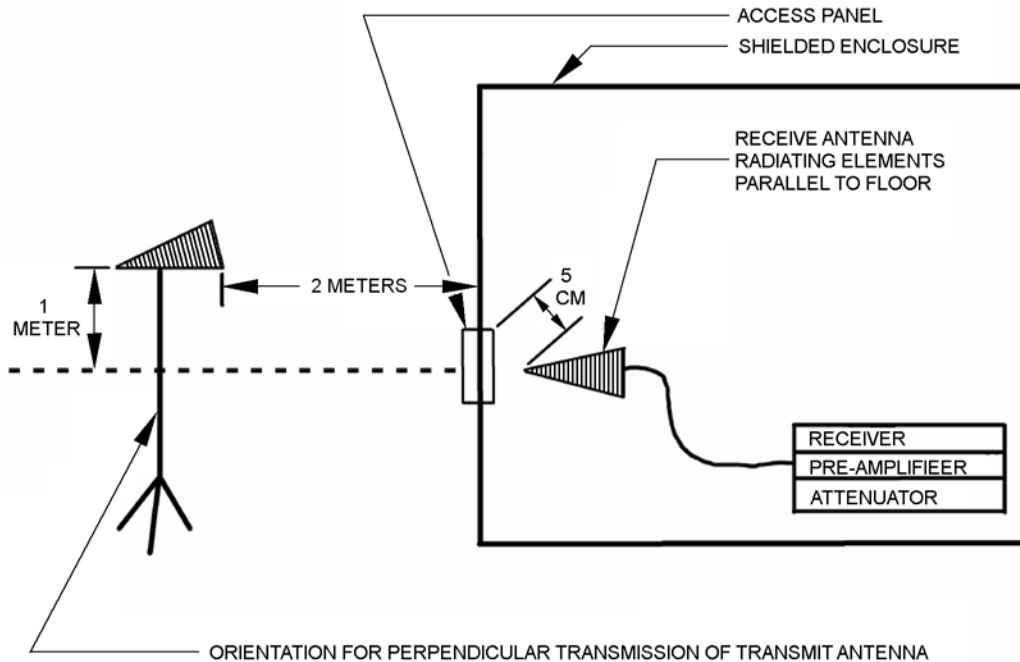 ACCESS PANEL
SHIELDED ENCLOSURE
RECEIVE ANTENNA
RADIATING ELEMENTS
PARALLEL TO FLOOR
5
CM
2 METERS
1
METER
RECEIVER
PRE-AMPLIFIEER
ATTENUATOR
ORIENTATION FOR PERPENDICULAR TRANSMISSION OF TRANSMIT ANTENNA